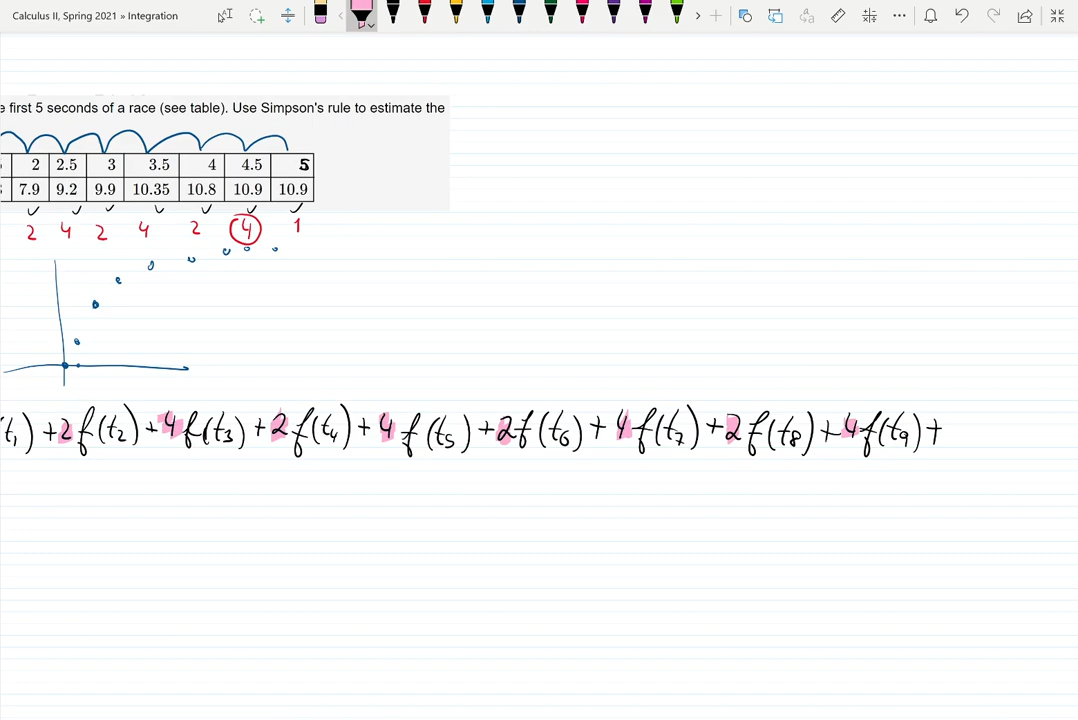 Calculus II, Spring 2021 » Integration
first 5 seconds of a race (see table). Use Simpson's rule to estimate the
2 2.5 3 3.5 4 4.5 5
7.9 9.2 9.9 10.35 10.8 10.9 10.9
2 4 2 4 2 4 1
(t₁) + 2f(t₂) + 4f(t₃) + 2f(t₄) + 4f(t₅) + 2f(t₆) + 4f(t₇) + 2f(t₈) + 4f(t₉) +